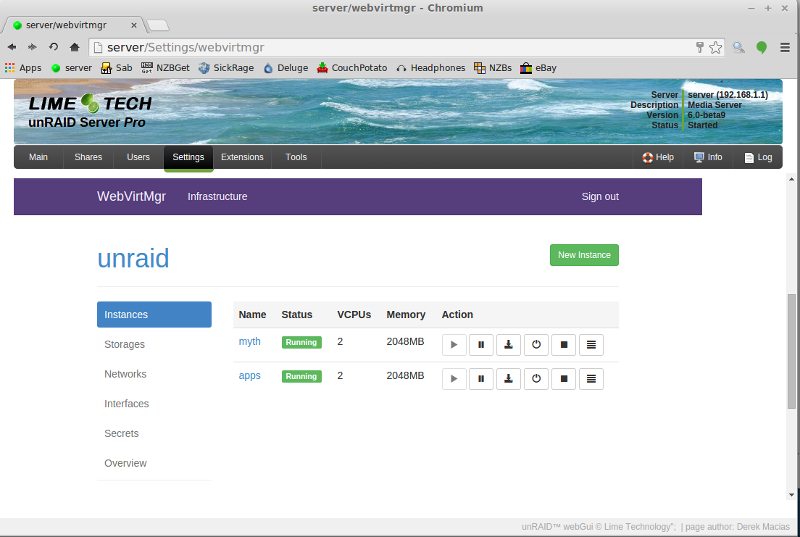 server/webvirtmgr - Chromium
server/webvirtmgr
server/Settings/webvirtmgr
Apps server Sab NZBGet SickRage Deluge CouchPotato Headphones NZBs eBay
LIME TECH
unRAID Server Pro
Server server (192.168.1.1)
Description Media Server
Version 6.0-beta9
Status Started
Main Shares Users Settings Extensions Tools Help Info Log
WebVirtMgr Infrastructure Sign out
unraid New Instance
Instances
Storages
Networks
Interfaces
Secrets
Overview
Name Status VCPUs Memory Action
myth Running 2 2048MB
apps Running 2 2048MB
unRAID™ webGui © Lime Technology", | page author: Derek Macias